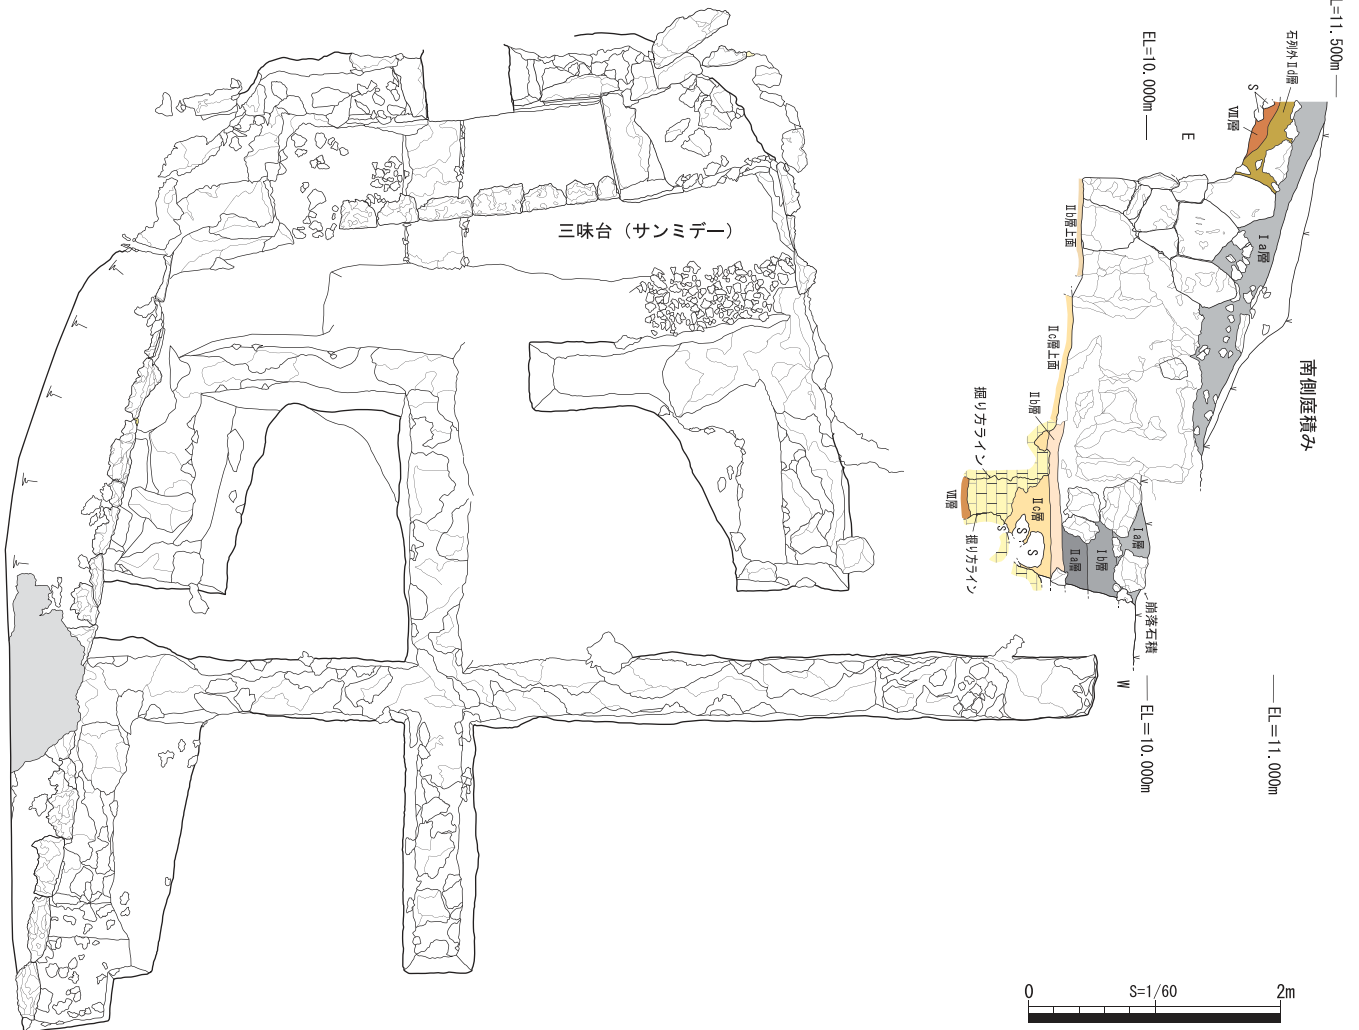 EL=11.500m
石列外Ⅱd層
EL=10.000m
S
Ⅶ層
E
Ⅱb層上面
Ⅰa層
三味台（サンミデー）
Ⅱc層上面
南側庭積み
Ⅱb層
掘り方ライン
Ⅶ層
Ⅱc層
S
S
S
掘り方ライン
Ⅱa層
Ⅰb層
Ⅰa層
崩落石積
W
EL=10.000m
EL=11.000m
0
S=1/60
2m